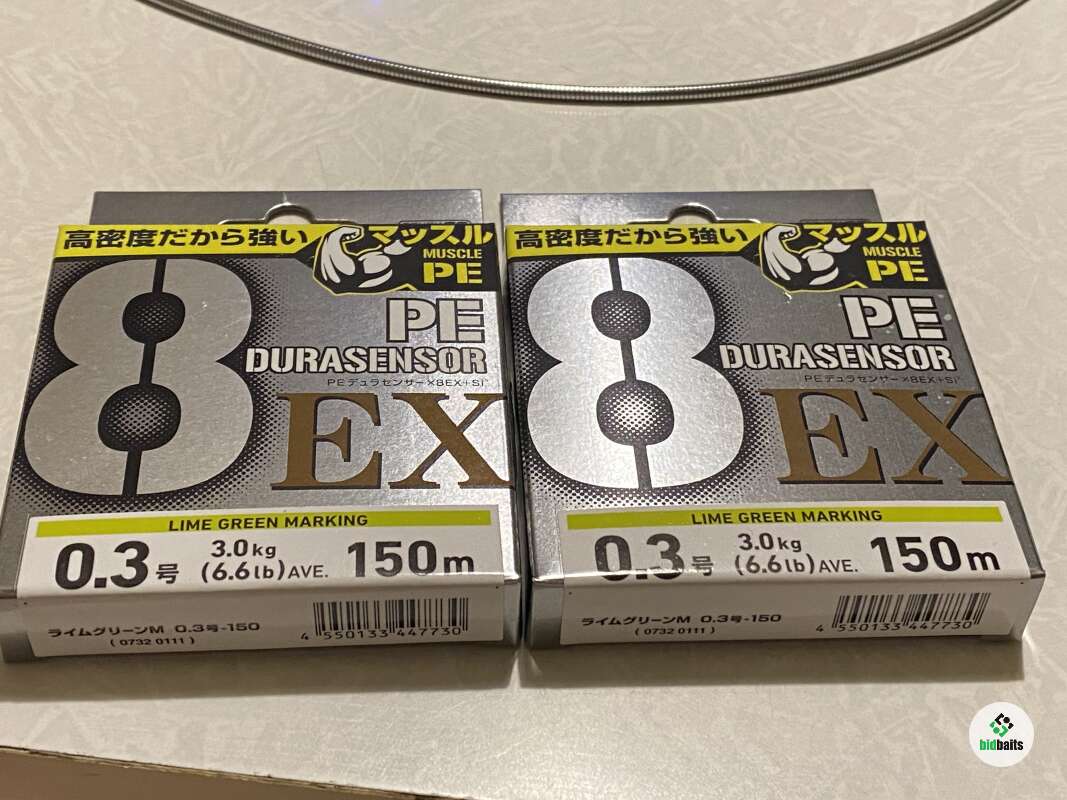 高密度だから強い
マッスル
MUSCLE
PE
8
PE
DURASENSOR
PEデュラセンサー×8EX+Si²
EX
LIME GREEN MARKING
0.3号 3.0kg (6.6lb)AVE. 150m
ライムグリーンM 0.3号-150
(0732 0111)
4 550133 447730
高密度だから強い
マッスル
MUSCLE
PE
8
PE
DURASENSOR
PEデュラセンサー×8EX+Si²
EX
LIME GREEN MARKING
0.3号 3.0kg (6.6lb)AVE. 150m
ライムグリーンM 0.3号-150
(0732 0111)
4 550133 447730
bidbaits